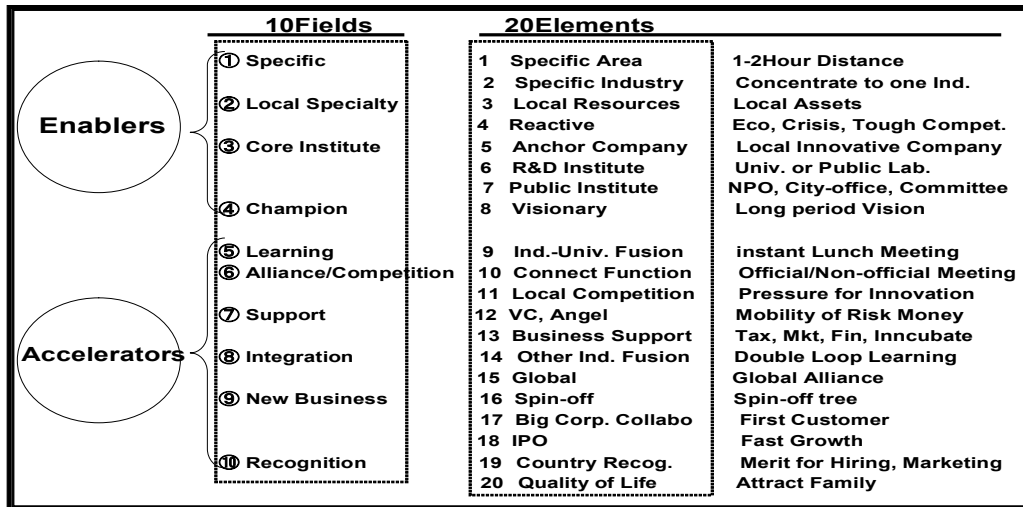 10Fields 20Elements
① Specific 1 Specific Area 1-2Hour Distance
2 Specific Industry Concentrate to one Ind.
② Local Specialty 3 Local Resources Local Assets
Enablers 4 Reactive Eco, Crisis, Tough Compet.
③ Core Institute 5 Anchor Company Local Innovative Company
6 R&D Institute Univ. or Public Lab.
7 Public Institute NPO, City-office, Committee
④ Champion 8 Visionary Long period Vision
⑤ Learning 9 Ind.-Univ. Fusion instant Lunch Meeting
⑥ Alliance/Competition 10 Connect Function Official/Non-official Meeting
11 Local Competition Pressure for Innovation
⑦ Support 12 VC, Angel Mobility of Risk Money
13 Business Support Tax, Mkt, Fin, Inncubate
Accelerators ⑧ Integration 14 Other Ind. Fusion Double Loop Learning
15 Global Global Alliance
⑨ New Business 16 Spin-off Spin-off tree
17 Big Corp. Collabo First Customer
18 IPO Fast Growth
⑩ Recognition 19 Country Recog. Merit for Hiring, Marketing
20 Quality of Life Attract Family